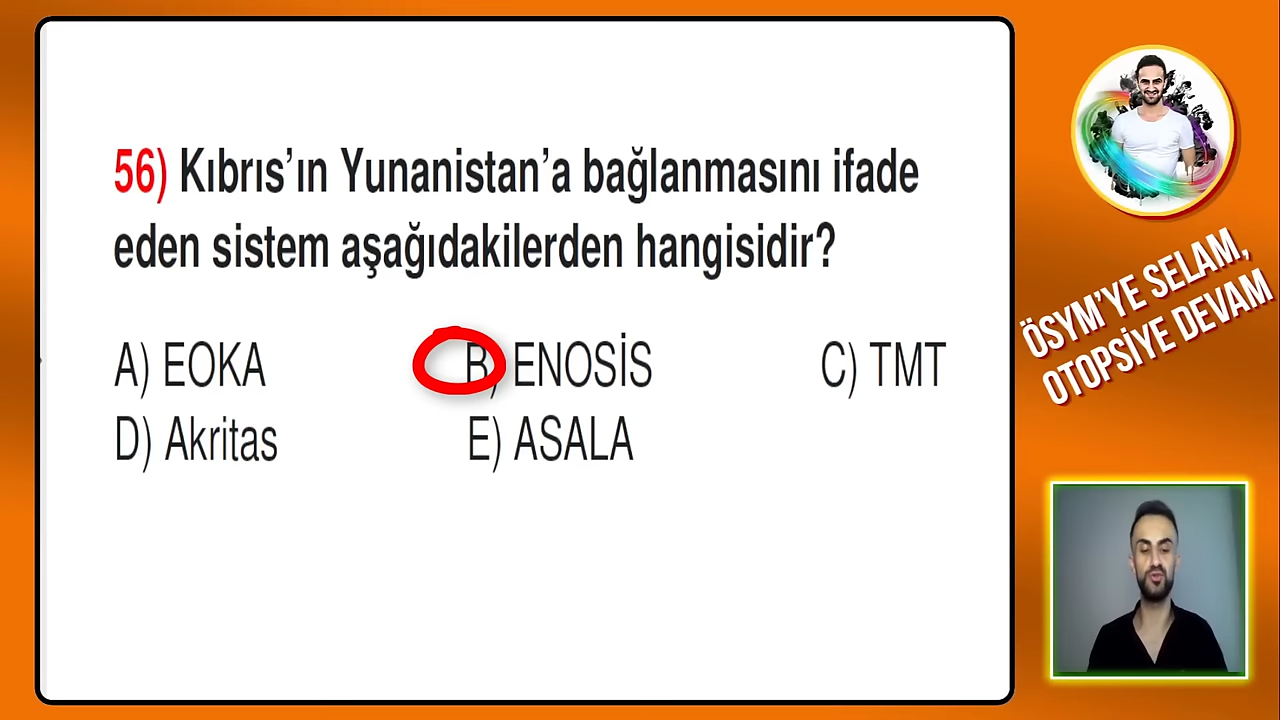 56) Kıbrıs’ın Yunanistan’a bağlanmasını ifade
eden sistem aşağıdakilerden hangisidir?
A) EOKA B) ENOSİS C) TMT
D) Akritas E) ASALA
ÖSYM’YE SELAM,
OTOPSİYE DEVAM